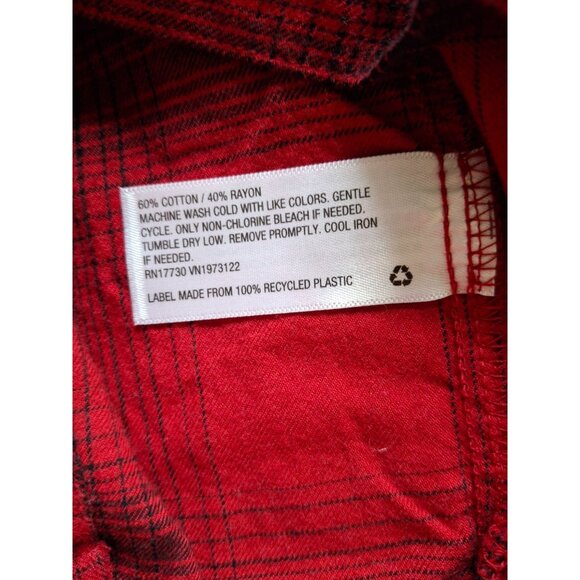 60% COTTON / 40% RAYON
MACHINE WASH COLD WITH LIKE COLORS. GENTLE
CYCLE. ONLY NON-CHLORINE BLEACH IF NEEDED.
TUMBLE DRY LOW. REMOVE PROMPTLY. COOL IRON
IF NEEDED.
RN17730 VN1973122
LABEL MADE FROM 100% RECYCLED PLASTIC